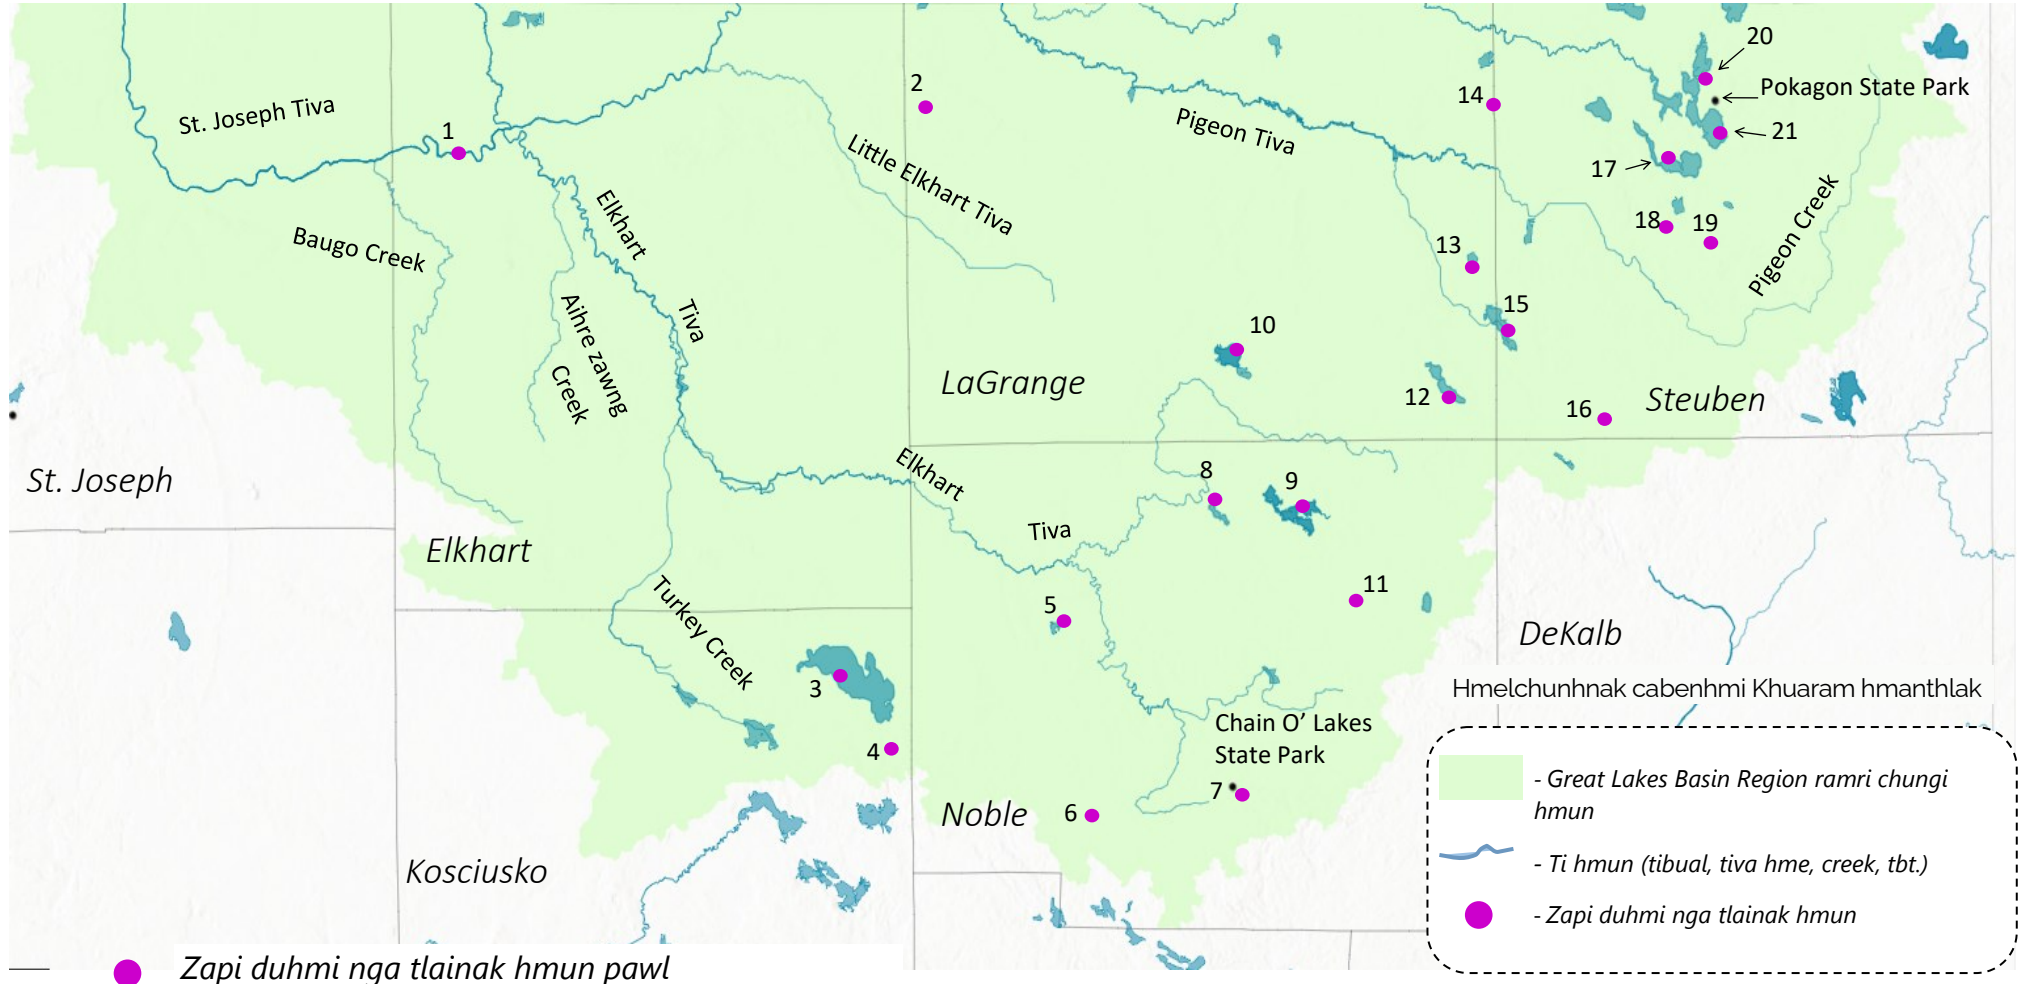 20
Pokagon State Park
2
14
St. Joseph Tiva
1
Pigeon Tiva
21
Little Elkhart Tiva
17
Elkhart
Tiva
Baugo Creek
18
19
13
Pigeon Creek
Aihre zawng
Creek
15
10
LaGrange
12
16
Steuben
St. Joseph
Elkhart
8
9
Tiva
Elkhart
11
5
Turkey Creek
DeKalb
3
4
Chain O’ Lakes
State Park
7
6
Noble
Kosciusko
Hmelchunhnak cabenhmi Khuaram hmanthlak
- Great Lakes Basin Region ramri chungi
hmun
- Ti hmun (tibual, tiva hme, creek, tbt.)
- Zapi duhmi nga tlainak hmun
Zapi duhmi nga tlainak hmun pawl